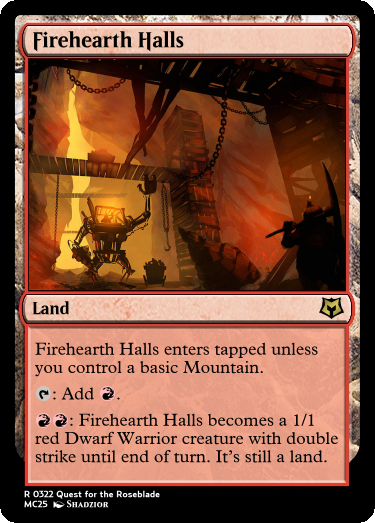 Firehearth Halls
Land
Firehearth Halls enters tapped unless
you control a basic Mountain.
: Add R.
RR: Firehearth Halls becomes a 1/1
red Dwarf Warrior creature with double
strike until end of turn. It's still a land.
R 0322 Quest for the Roseblade
MC25 Shadzior